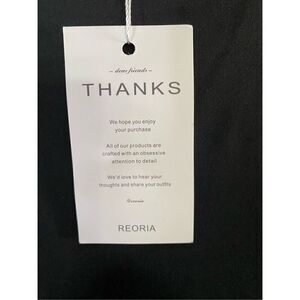 – dear friends –
THANKS
We hope you enjoy
your purchase
All of our products are
crafted with an obsessive
attention to detail
We'd love to hear your
thoughts and share your outfits
@reoria
REORIA